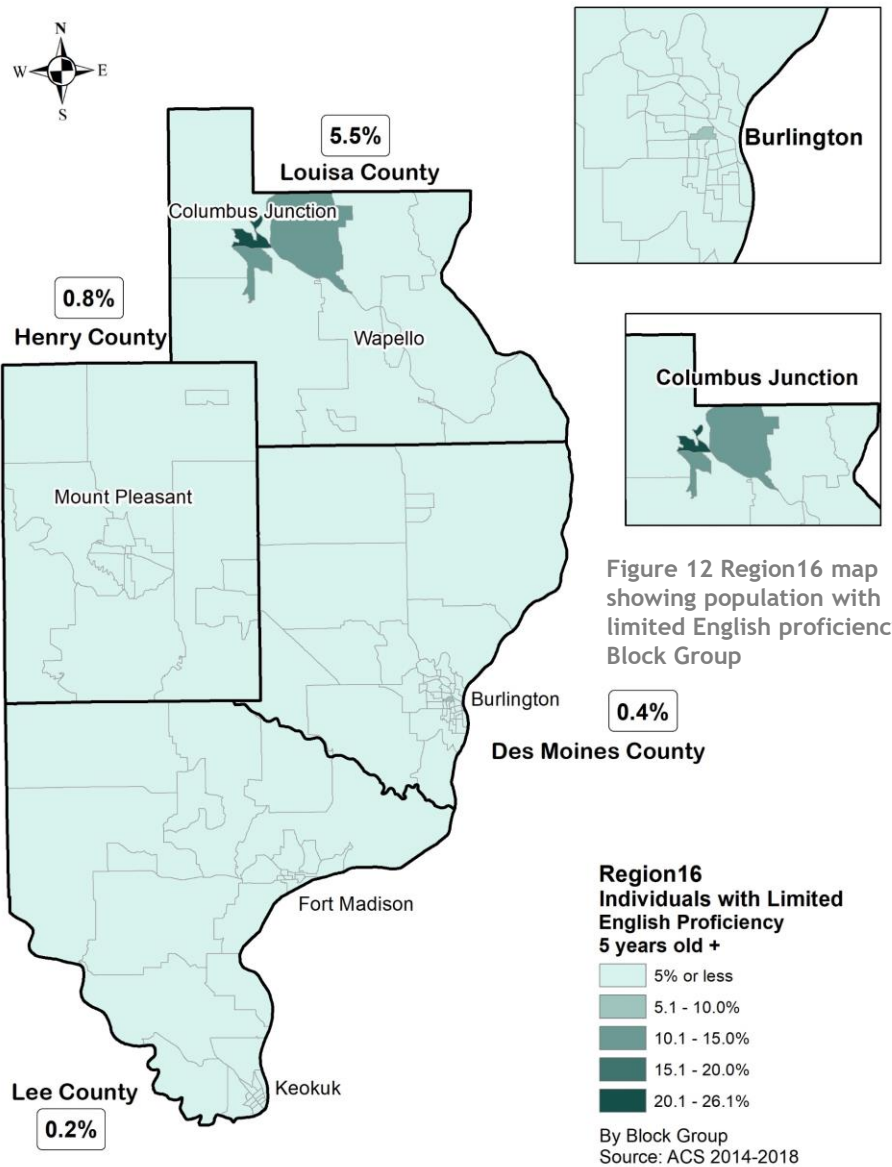 N
W
E
S
5.5%
Louisa County
Columbus Junction
0.8%
Henry County
Wapello
Mount Pleasant
Burlington
Fort Madison
Keokuk
Lee County
0.2%
Burlington
Columbus Junction
Figure 12 Region16 map
showing population with
limited English proficienc
Block Group
0.4%
Des Moines County
Region16
Individuals with Limited
English Proficiency
5 years old +
5% or less
5.1 - 10.0%
10.1 - 15.0%
15.1 - 20.0%
20.1 - 26.1%
By Block Group
Source: ACS 2014-2018